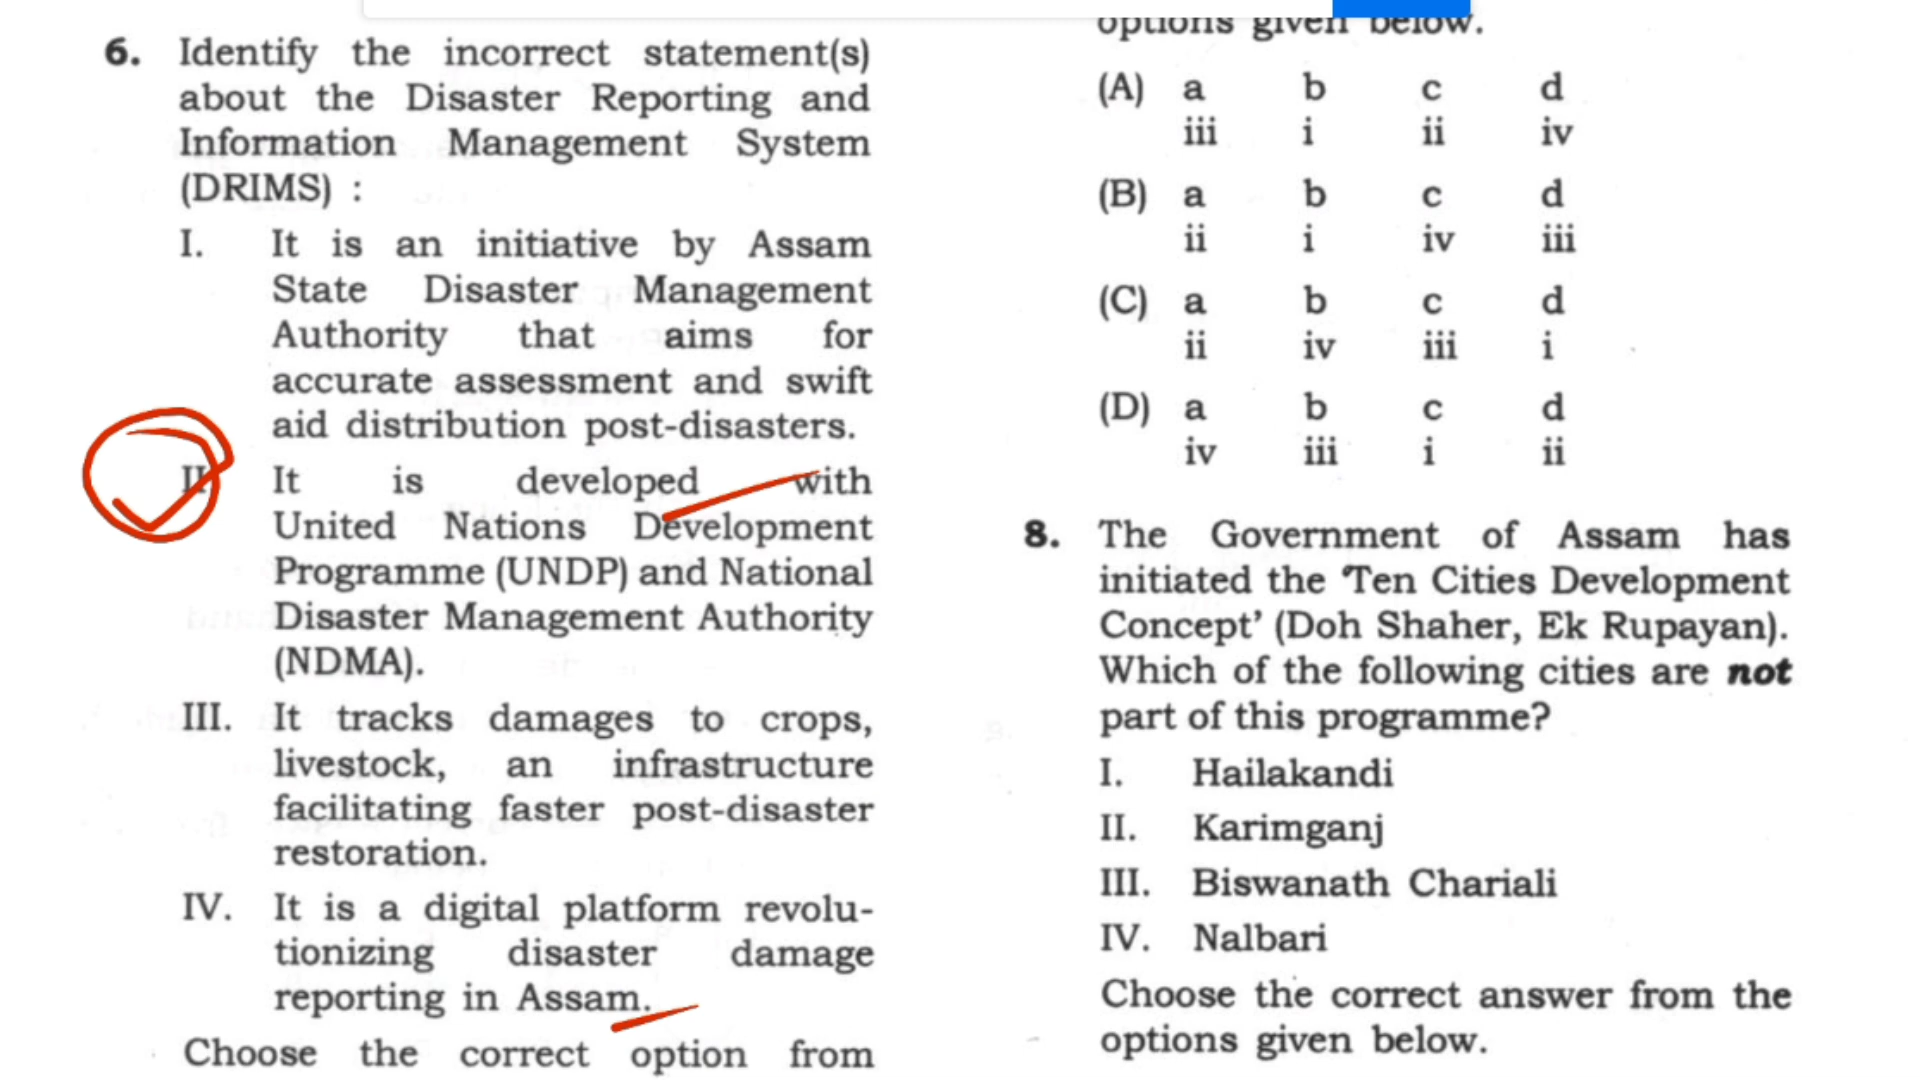 6. Identify the incorrect statement(s)
about the Disaster Reporting and
Information Management System
(DRIMS) :
I. It is an initiative by Assam
State Disaster Management
Authority that aims for
accurate assessment and swift
aid distribution post-disasters.
II. It is developed with
United Nations Development
Programme (UNDP) and National
Disaster Management Authority
(NDMA).
III. It tracks damages to crops,
livestock, an infrastructure
facilitating faster post-disaster
restoration.
IV. It is a digital platform revolu-
tionizing disaster damage
reporting in Assam.
Choose the correct option from
options given below.
(A) a b c d
iii i ii iv
(B) a b c d
ii i iv iii
(C) a b c d
ii iv iii i
(D) a b c d
iv iii i ii
8. The Government of Assam has
initiated the ‘Ten Cities Development
Concept’ (Doh Shaher, Ek Rupayan).
Which of the following cities are not
part of this programme?
I. Hailakandi
II. Karimganj
III. Biswanath Chariali
IV. Nalbari
Choose the correct answer from the
options given below.